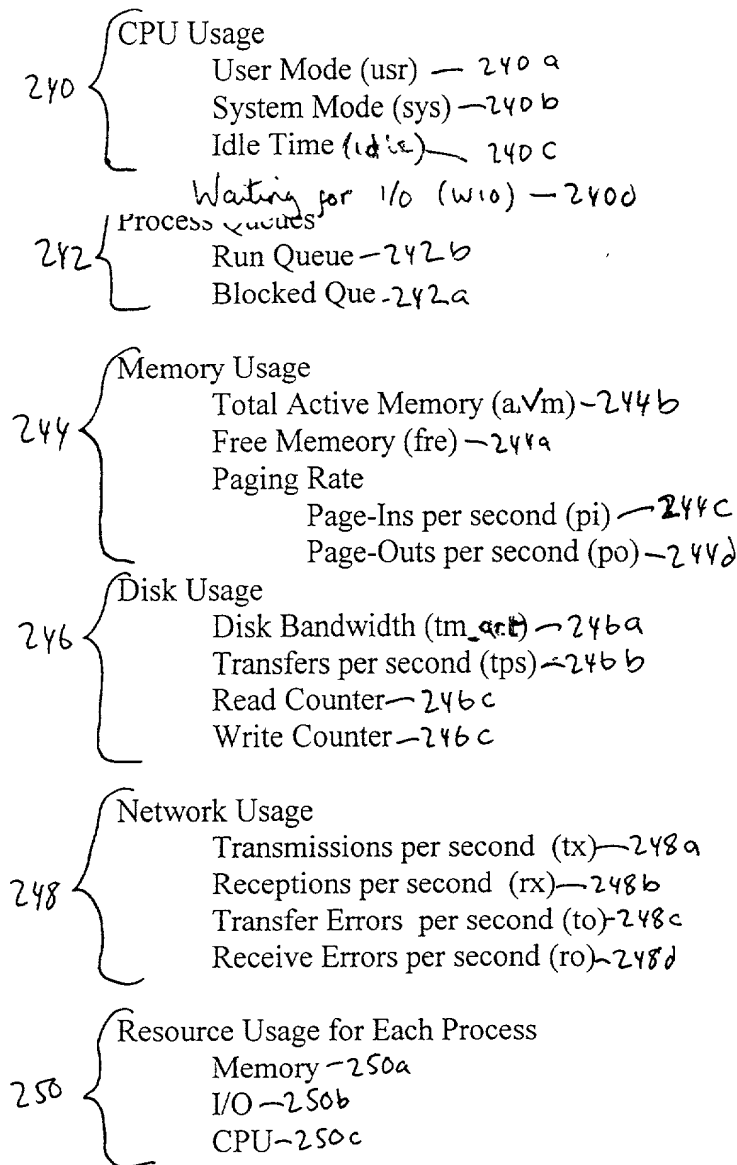 240
CPU Usage
User Mode (usr) — 240a
System Mode (sys) — 240b
Idle Time (idle) — 240c
Waiting for I/O (wio) — 240d
242
Process Queues
Run Queue — 242b
Blocked Que - 242a
244
Memory Usage
Total Active Memory (avm) - 244b
Free Memeory (fre) — 244a
Paging Rate
Page-Ins per second (pi) — 244c
Page-Outs per second (po) — 244d
246
Disk Usage
Disk Bandwidth (tm_act) — 246a
Transfers per second (tps) — 246b
Read Counter — 246c
Write Counter — 246c
248
Network Usage
Transmissions per second (tx) — 248a
Receptions per second (rx) — 248b
Transfer Errors per second (to) - 248c
Receive Errors per second (ro) - 248d
250
Resource Usage for Each Process
Memory - 250a
I/O — 250b
CPU - 250c